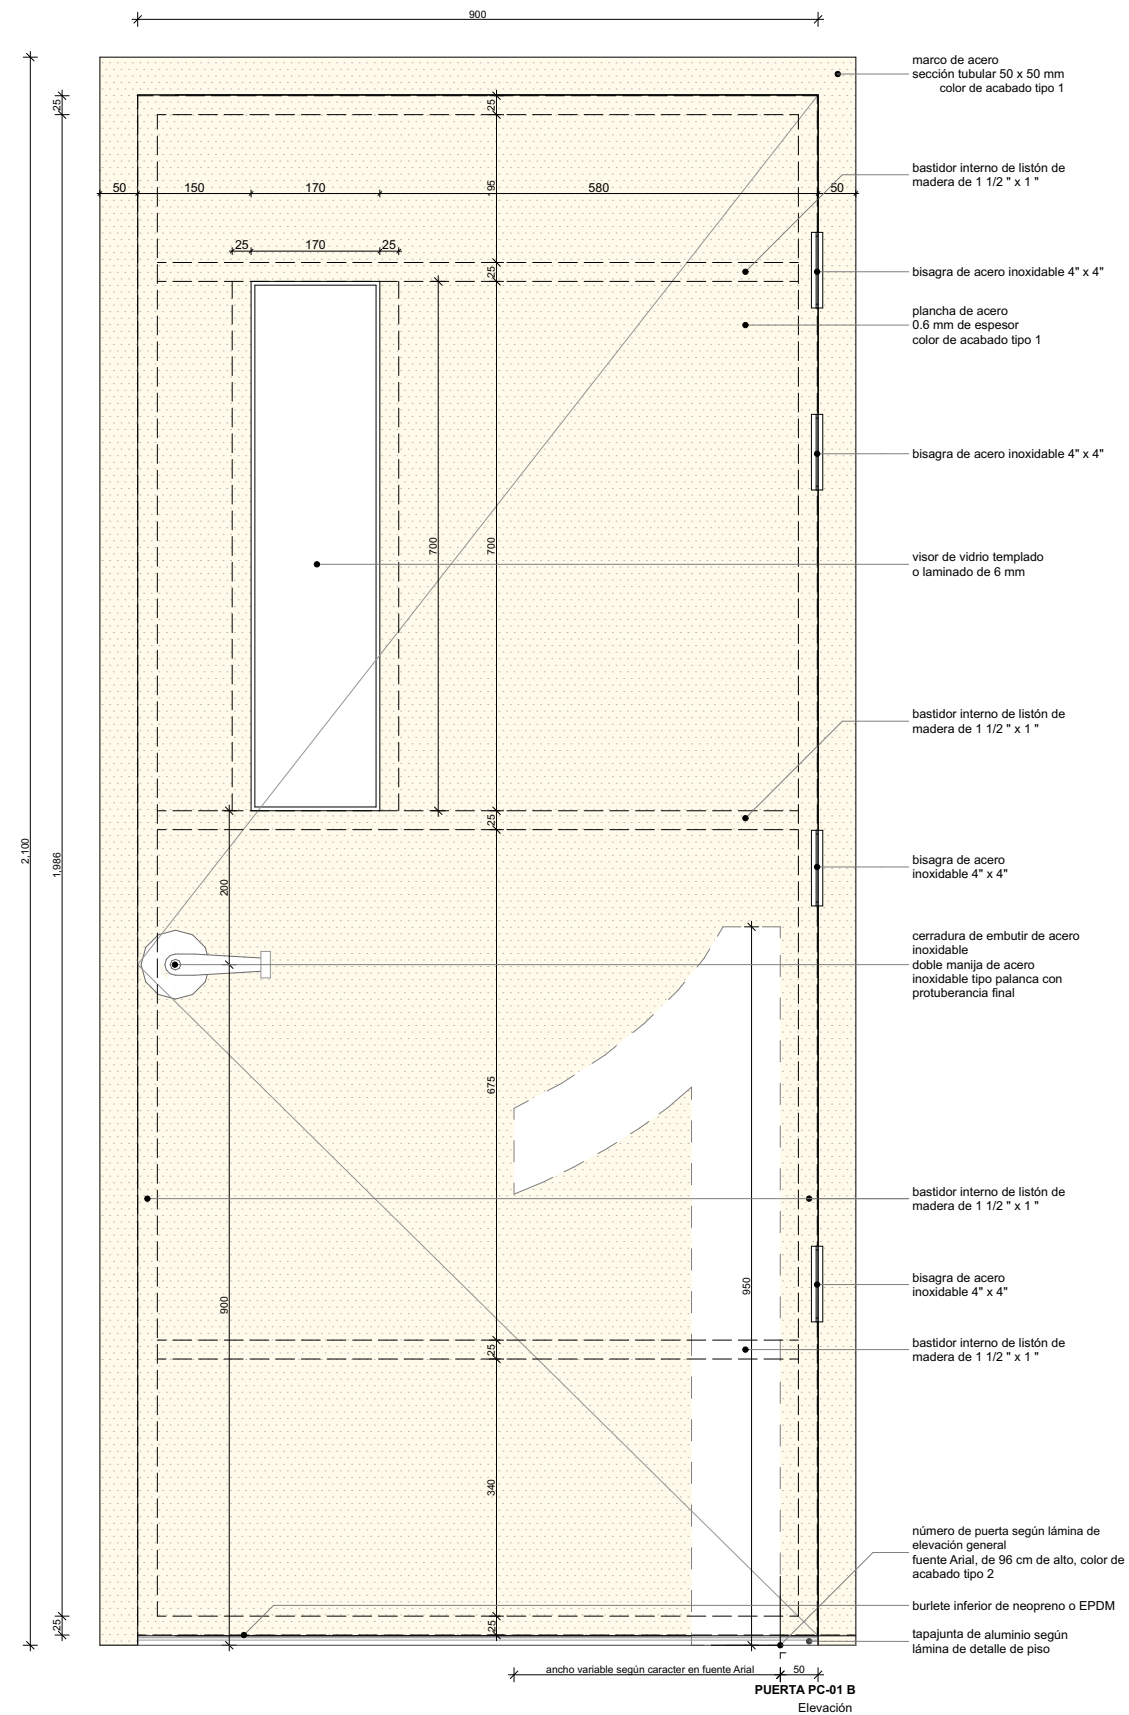 900
marco de acero
sección tubular 50 x 50 mm
color de acabado tipo 1
25
25
bastidor interno de listón de
madera de 1 1/2 " x 1 "
50
150
170
95
580
50
25
170
25
25
bisagra de acero inoxidable 4" x 4"
plancha de acero
0.6 mm de espesor
color de acabado tipo 1
bisagra de acero inoxidable 4" x 4"
700
700
visor de vidrio templado
o laminado de 6 mm
bastidor interno de listón de
madera de 1 1/2 " x 1 "
25
2,100
1,986
bisagra de acero
inoxidable 4" x 4"
200
cerradura de embutir de acero
inoxidable
doble manija de acero
inoxidable tipo palanca con
protuberancia final
675
1
bastidor interno de listón de
madera de 1 1/2 " x 1 "
bisagra de acero
inoxidable 4" x 4"
950
900
bastidor interno de listón de
madera de 1 1/2 " x 1 "
25
340
número de puerta según lámina de
elevación general
fuente Arial, de 96 cm de alto, color de
acabado tipo 2
burlete inferior de neopreno o EPDM
25
25
tapajunta de aluminio según
lámina de detalle de piso
ancho variable según caracter en fuente Arial
50
PUERTA PC-01 B
Elevación